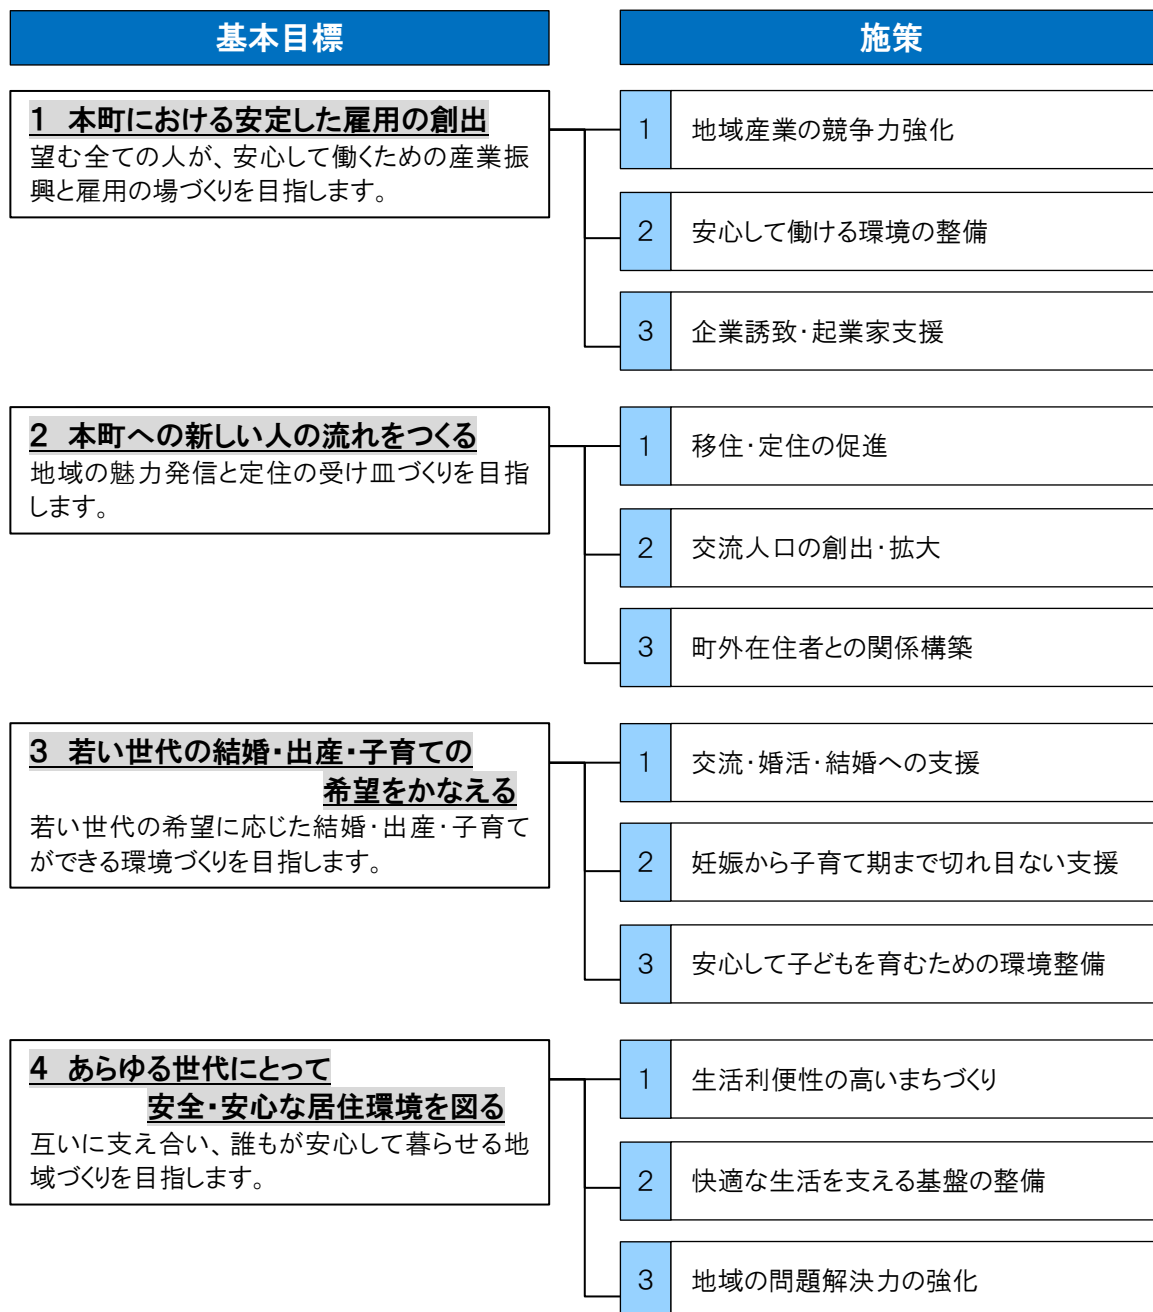 基本目標
施策
1 本町における安定した雇用の創出
望む全ての人が、安心して働くための産業振
興と雇用の場づくりを目指します。
1 地域産業の競争力強化
2 安心して働ける環境の整備
3 企業誘致・起業家支援
2 本町への新しい人の流れをつくる
地域の魅力発信と定住の受け皿づくりを目指
します。
1 移住・定住の促進
2 交流人口の創出・拡大
3 町外在住者との関係構築
3 若い世代の結婚・出産・子育ての
希望をかなえる
若い世代の希望に応じた結婚・出産・子育て
ができる環境づくりを目指します。
1 交流・婚活・結婚への支援
2 妊娠から子育て期まで切れ目ない支援
3 安心して子どもを育むための環境整備
4 あらゆる世代にとって
安全・安心な居住環境を図る
互いに支え合い、誰もが安心して暮らせる地
域づくりを目指します。
1 生活利便性の高いまちづくり
2 快適な生活を支える基盤の整備
3 地域の問題解決力の強化